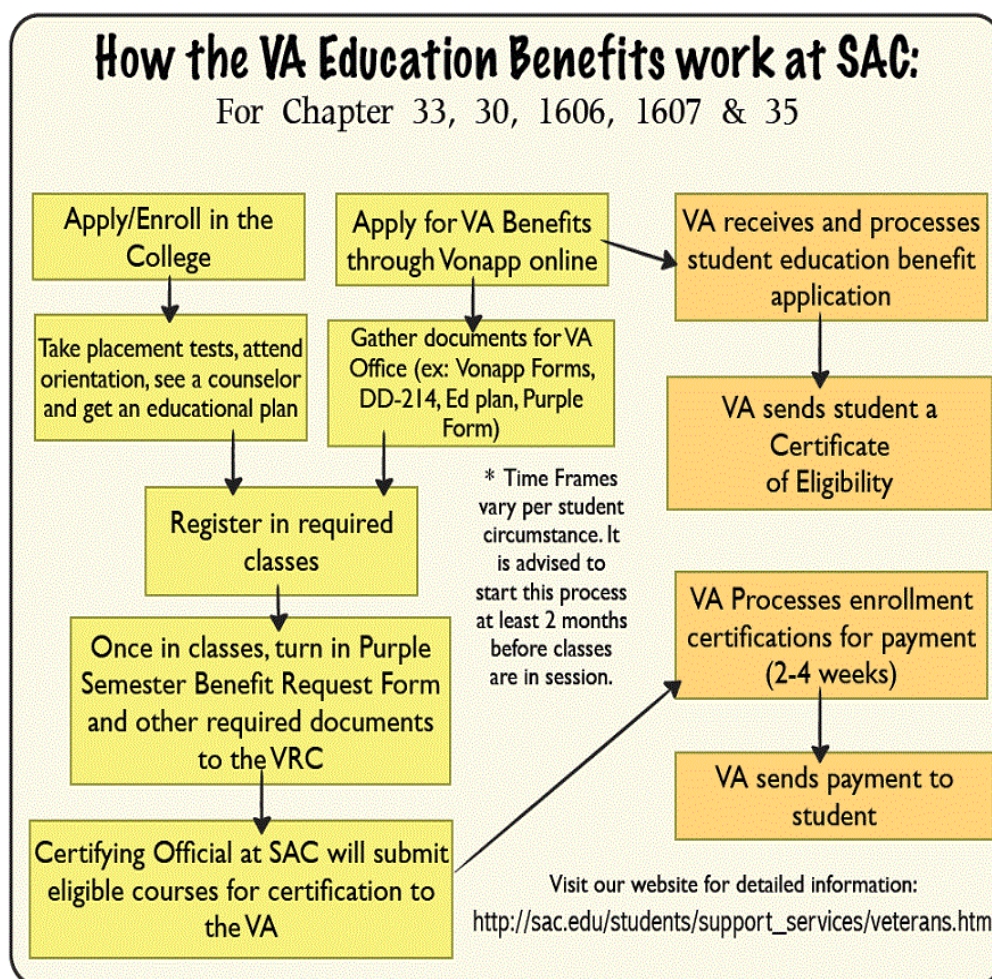 How the VA Education Benefits work at SAC:
For Chapter 33, 30, 1606, 1607 & 35
Apply/Enroll in the
College
Take placement tests, attend
orientation, see a counselor
and get an educational plan
Apply for VA Benefits
through Vonapp online
Gather documents for VA
Office (ex: Vonapp Forms,
DD-214, Ed plan, Purple
Form)
Register in required
classes
Once in classes, turn in Purple
Semester Benefit Request Form
and other required documents
to the VRC
Certifying Official at SAC will submit
eligible courses for certification to
the VA
* Time Frames
vary per student
circumstance. It
is advised to
start this process
at least 2 months
before classes
are in session.
VA receives and processes
student education benefit
application
VA sends student a
Certificate
of Eligibility
VA Processes enrollment
certifications for payment
(2-4 weeks)
VA sends payment to
student
Visit our website for detailed information:
http://sac.edu/students/support_services/veterans.htm